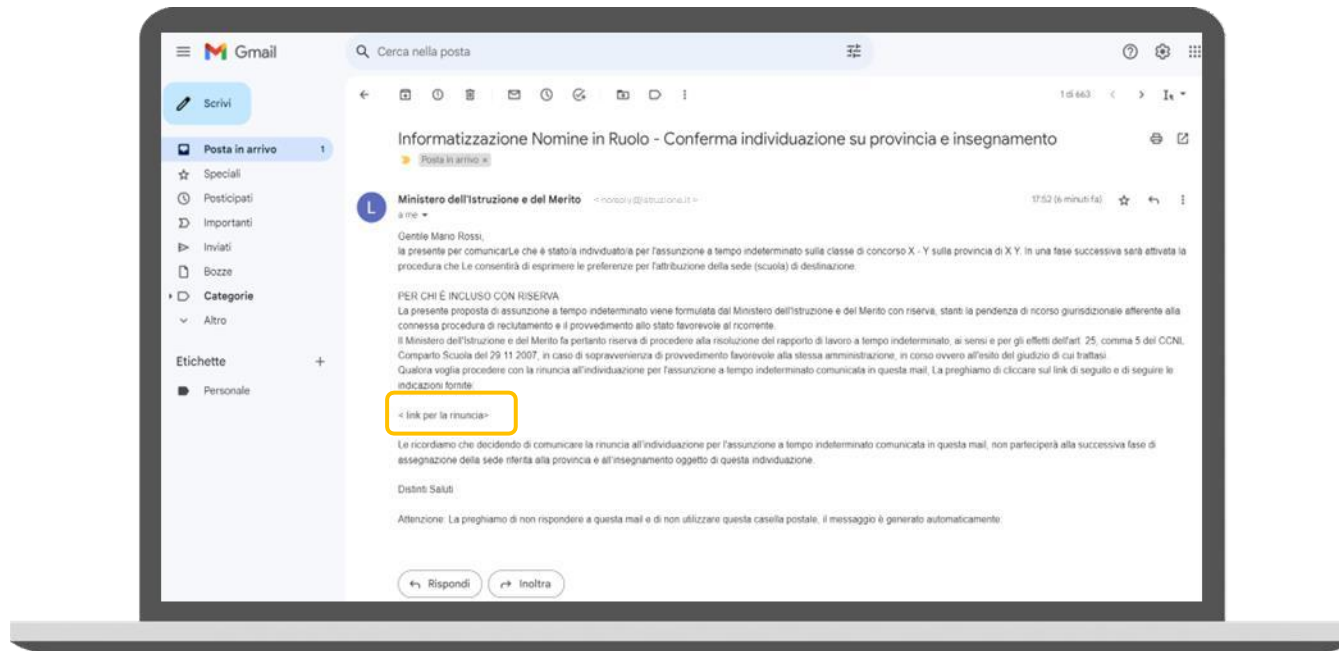 Gmail
Cerca nella posta
Scrivi
1 di 663
Informatizzazione Nomine in Ruolo - Conferma individuazione su provincia e insegnamento
Posta in arrivo ×
Posta in arrivo 1
Speciali
Posticipati
Importanti
Inviati
Bozze
Categorie
Altro
Etichette +
Personale
L
Ministero dell'Istruzione e del Merito <noreply@istruzione.it>
17:52 (6 minuti fa)
a me
Gentile Mario Rossi,
la presente per comunicarLe che è stato/a individuato/a per l'assunzione a tempo indeterminato sulla classe di concorso X - Y sulla provincia di X Y. In una fase successiva sarà attivata la
procedura che Le consentirà di esprimere le preferenze per l'attribuzione della sede (scuola) di destinazione.
PER CHI È INCLUSO CON RISERVA
La presente proposta di assunzione a tempo indeterminato viene formulata dal Ministero dell'Istruzione e del Merito con riserva, stanti la pendenza di ricorso giurisdizionale afferente alla
connessa procedura di reclutamento e il provvedimento allo stato favorevole al ricorrente.
Il Ministero dell'Istruzione e del Merito fa pertanto riserva di procedere alla risoluzione del rapporto di lavoro a tempo indeterminato, ai sensi e per gli effetti dell'art. 25, comma 5 del CCNL
Comparto Scuola del 29 11 2007, in caso di sopravvenienza di provvedimento favorevole alla stessa amministrazione, in corso ovvero all'esito del giudizio di cui trattasi.
Qualora voglia procedere con la rinuncia all'individuazione per l'assunzione a tempo indeterminato comunicata in questa mail, La preghiamo di cliccare sul link di seguito e di seguire le
indicazioni fornite:
< link per la rinuncia>
Le ricordiamo che decidendo di comunicare la rinuncia all'individuazione per l'assunzione a tempo indeterminato comunicata in questa mail, non parteciperà alla successiva fase di
assegnazione della sede riferita alla provincia e all'insegnamento oggetto di questa individuazione.
Distinti Saluti
Attenzione: La preghiamo di non rispondere a questa mail e di non utilizzare questa casella postale, il messaggio è generato automaticamente.
Rispondi
Inoltra